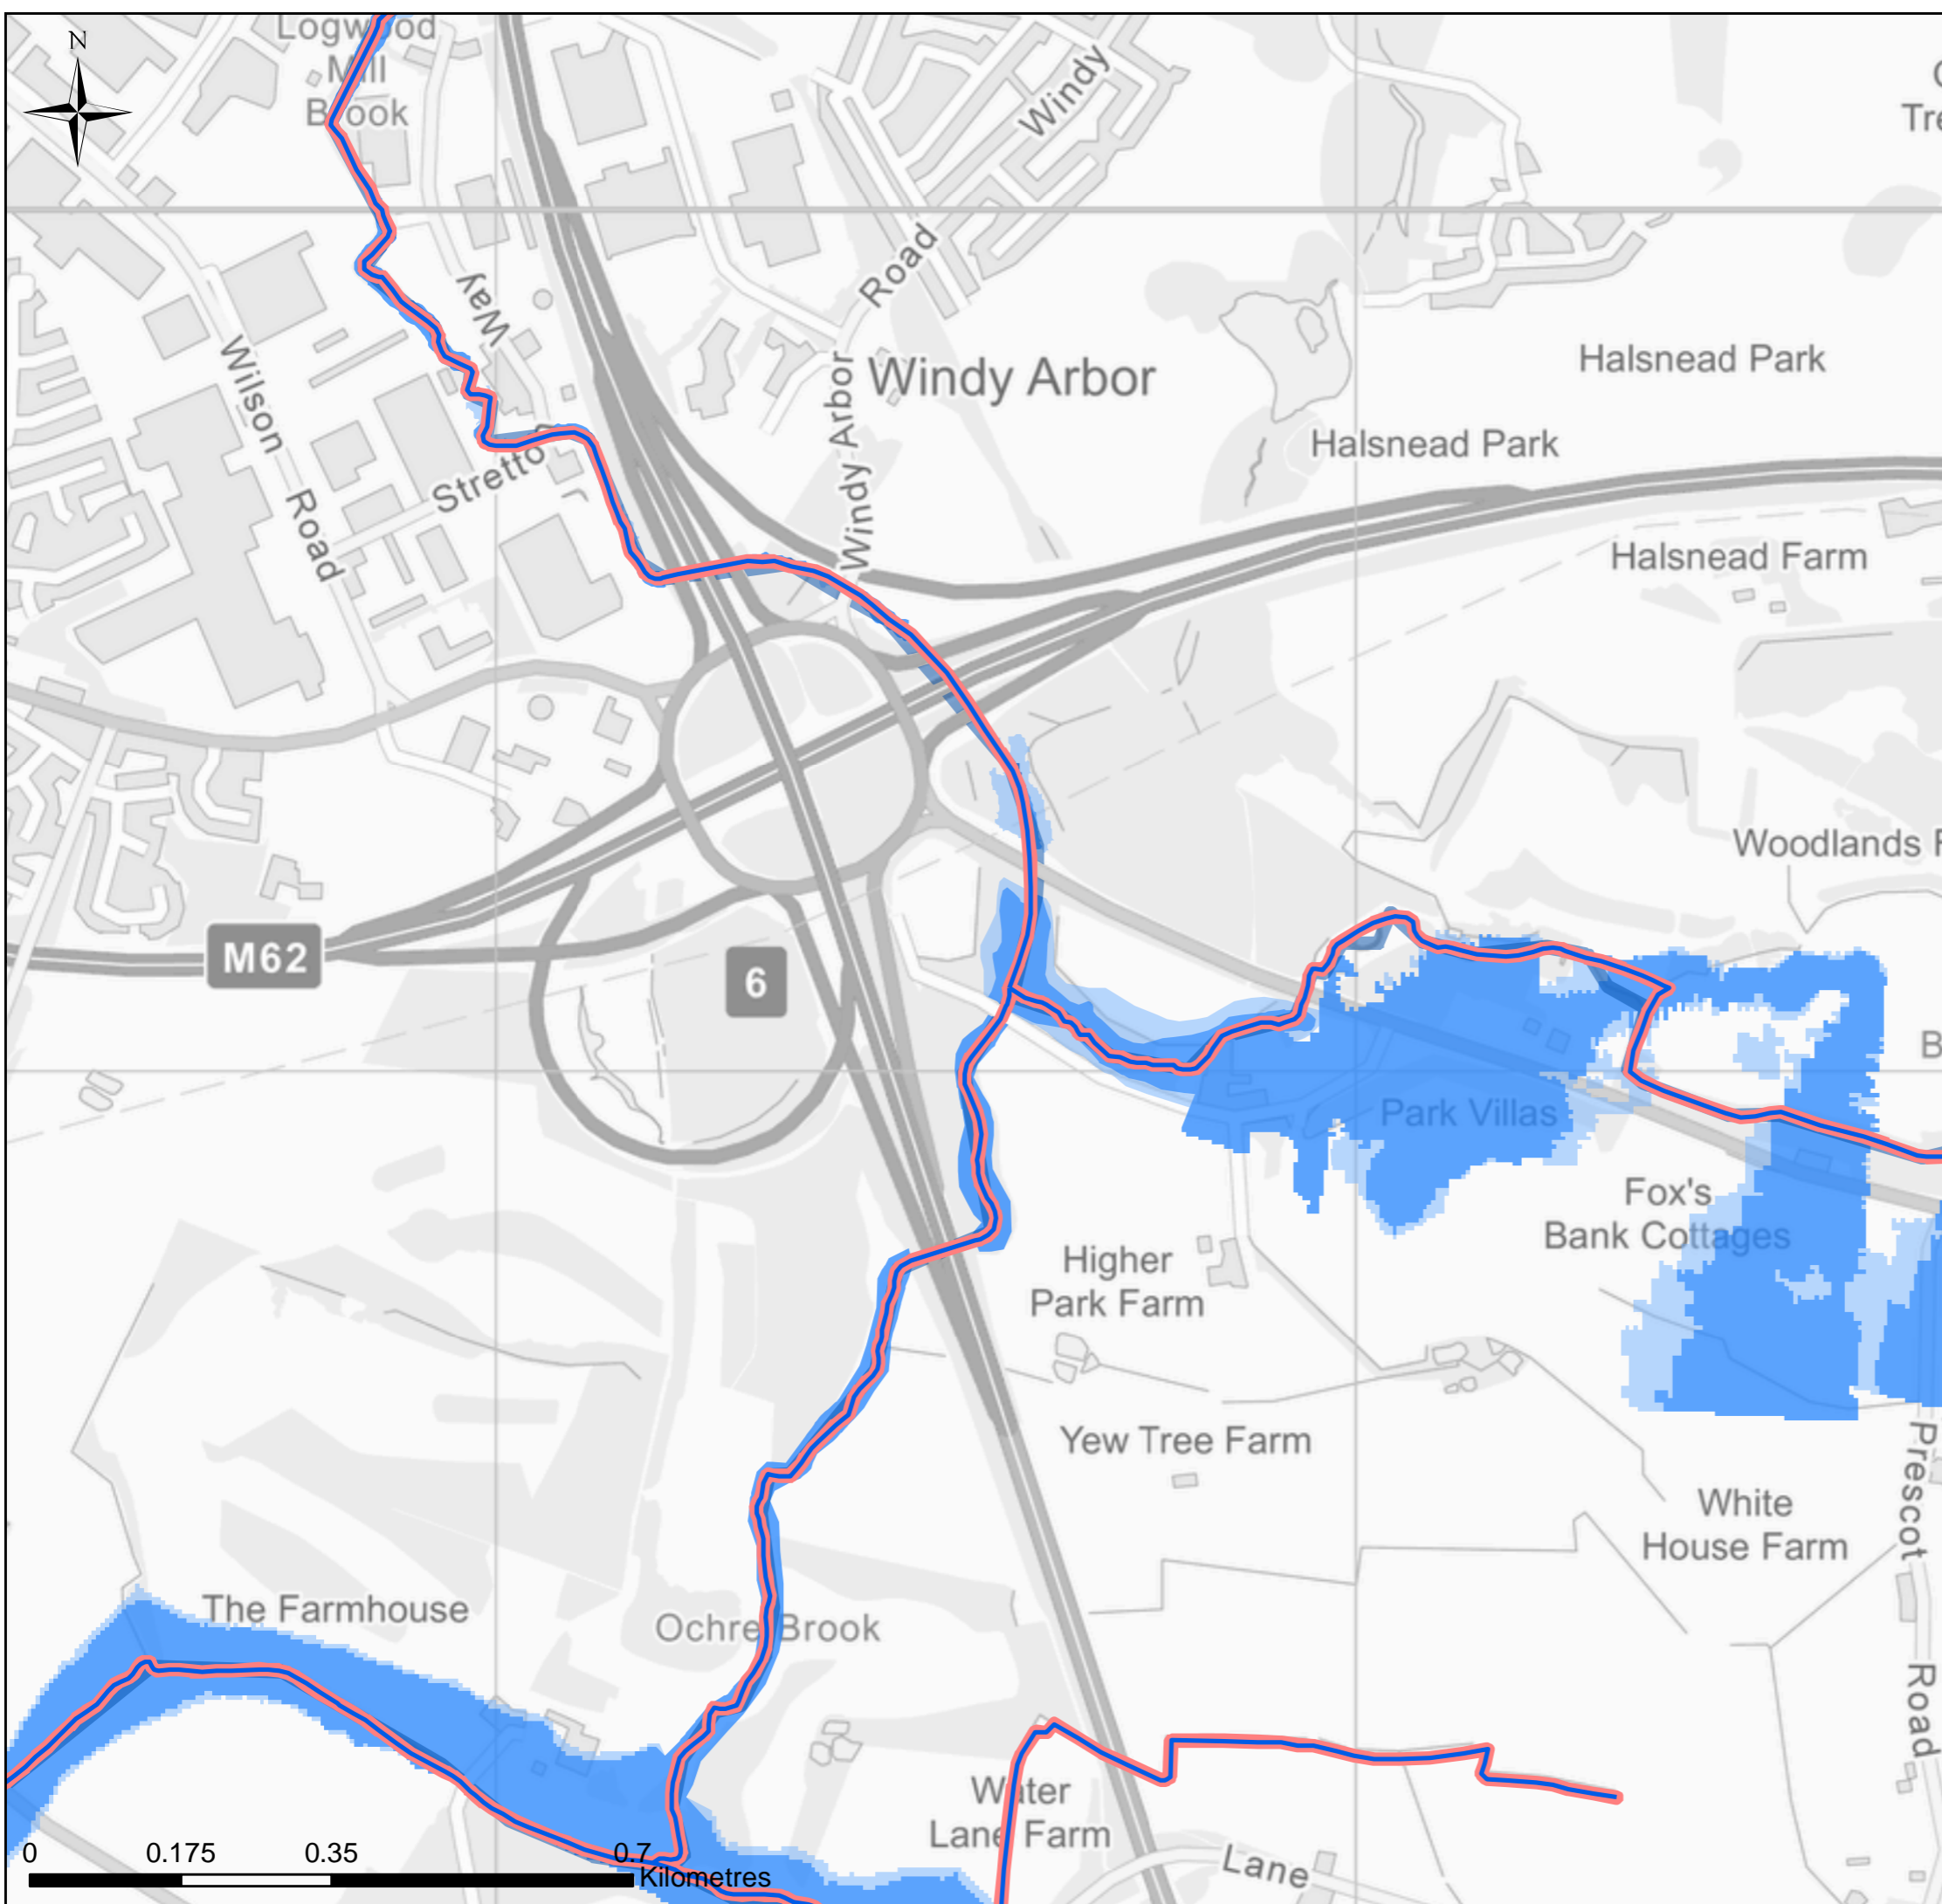 Logwood
Mill
Brook
N
Windy
Tre
Road
Way
Wilson
Road
Windy Arbor
Windy Arbor
Halsnead Park
Halsnead Park
Stretton
Halsnead Farm
Woodlands F
M62
6
B
Park Villas
Fox's
Bank Cottages
Higher
Park Farm
Yew Tree Farm
White
House Farm
Prescot
Road
The Farmhouse
Ochre Brook
Water
Lane Farm
Lane
0 0.175 0.35 0.7
Kilometres